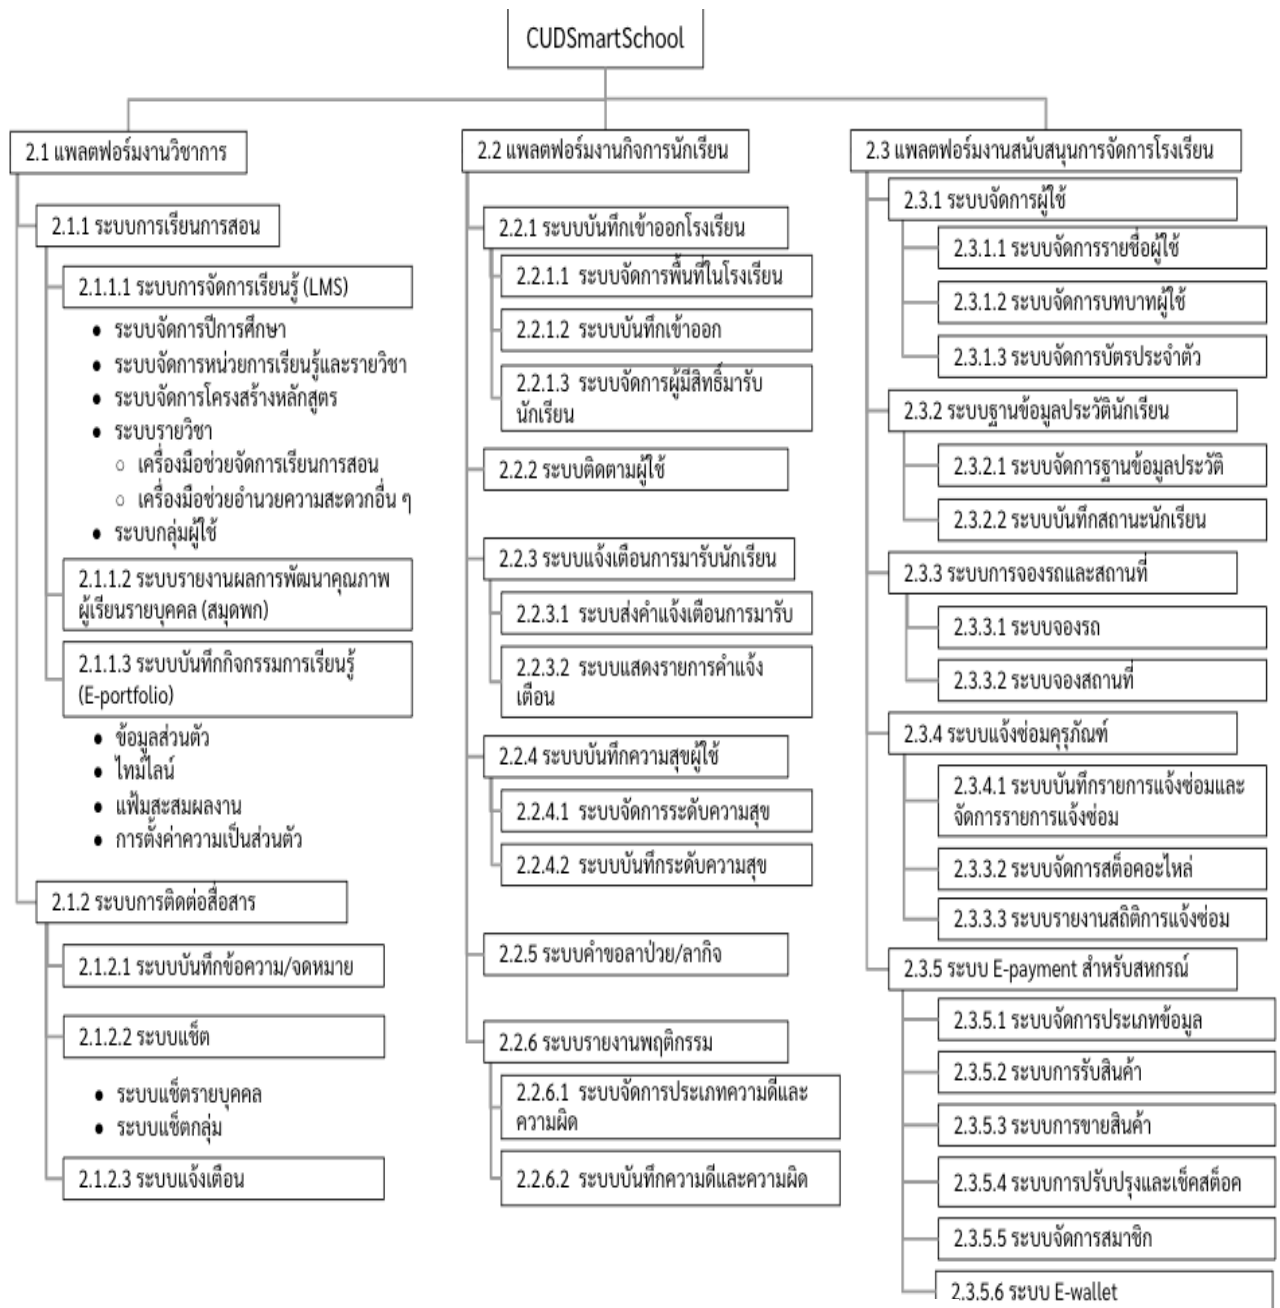 CUDSmartSchool
2.1 แพลตฟอร์มงานวิชาการ
2.1.1 ระบบการเรียนการสอน
2.1.1.1 ระบบการจัดการเรียนรู้ (LMS)
● ระบบจัดการปีการศึกษา
● ระบบจัดการหน่วยการเรียนรู้และรายวิชา
● ระบบจัดการโครงสร้างหลักสูตร
● ระบบรายวิชา
○ เครื่องมือช่วยจัดการเรียนการสอน
○ เครื่องมือช่วยอำนวยความสะดวกอื่น ๆ
● ระบบกลุ่มผู้ใช้
2.1.1.2 ระบบรายงานผลการพัฒนาคุณภาพ
ผู้เรียนรายบุคคล (สมุดพก)
2.1.1.3 ระบบบันทึกกิจกรรมการเรียนรู้
(E-portfolio)
● ข้อมูลส่วนตัว
● ไทม์ไลน์
● แฟ้มสะสมผลงาน
● การตั้งค่าความเป็นส่วนตัว
2.1.2 ระบบการติดต่อสื่อสาร
2.1.2.1 ระบบบันทึกข้อความ/จดหมาย
2.1.2.2 ระบบแช็ต
● ระบบแช็ตรายบุคคล
● ระบบแช็ตกลุ่ม
2.1.2.3 ระบบแจ้งเตือน
2.2 แพลตฟอร์มงานกิจการนักเรียน
2.2.1 ระบบบันทึกเข้าออกโรงเรียน
2.2.1.1 ระบบจัดการพื้นที่ในโรงเรียน
2.2.1.2 ระบบบันทึกเข้าออก
2.2.1.3 ระบบจัดการผู้มีสิทธิ์มารับ
นักเรียน
2.2.2 ระบบติดตามผู้ใช้
2.2.3 ระบบแจ้งเตือนการมารับนักเรียน
2.2.3.1 ระบบส่งคำแจ้งเตือนการมารับ
2.2.3.2 ระบบแสดงรายการคำแจ้ง
เตือน
2.2.4 ระบบบันทึกความสุขผู้ใช้
2.2.4.1 ระบบจัดการระดับความสุข
2.2.4.2 ระบบบันทึกระดับความสุข
2.2.5 ระบบคำขอลาป่วย/ลากิจ
2.2.6 ระบบรายงานพฤติกรรม
2.2.6.1 ระบบจัดการประเภทความดีและ
ความผิด
2.2.6.2 ระบบบันทึกความดีและความผิด
2.3 แพลตฟอร์มงานสนับสนุนการจัดการโรงเรียน
2.3.1 ระบบจัดการผู้ใช้
2.3.1.1 ระบบจัดการรายชื่อผู้ใช้
2.3.1.2 ระบบจัดการบทบาทผู้ใช้
2.3.1.3 ระบบจัดการบัตรประจำตัว
2.3.2 ระบบฐานข้อมูลประวัตินักเรียน
2.3.2.1 ระบบจัดการฐานข้อมูลประวัติ
2.3.2.2 ระบบบันทึกสถานะนักเรียน
2.3.3 ระบบการจองรถและสถานที่
2.3.3.1 ระบบจองรถ
2.3.3.2 ระบบจองสถานที่
2.3.4 ระบบแจ้งซ่อมคุรุภัณฑ์
2.3.4.1 ระบบบันทึกรายการแจ้งซ่อมและ
จัดการรายการแจ้งซ่อม
2.3.3.2 ระบบจัดการสต็อคอะไหล่
2.3.3.3 ระบบรายงานสถิติการแจ้งซ่อม
2.3.5 ระบบ E-payment สำหรับสหกรณ์
2.3.5.1 ระบบจัดการประเภทข้อมูล
2.3.5.2 ระบบการรับสินค้า
2.3.5.3 ระบบการขายสินค้า
2.3.5.4 ระบบการปรับปรุงและเช็คสต็อค
2.3.5.5 ระบบจัดการสมาชิก
2.3.5.6 ระบบ E-wallet